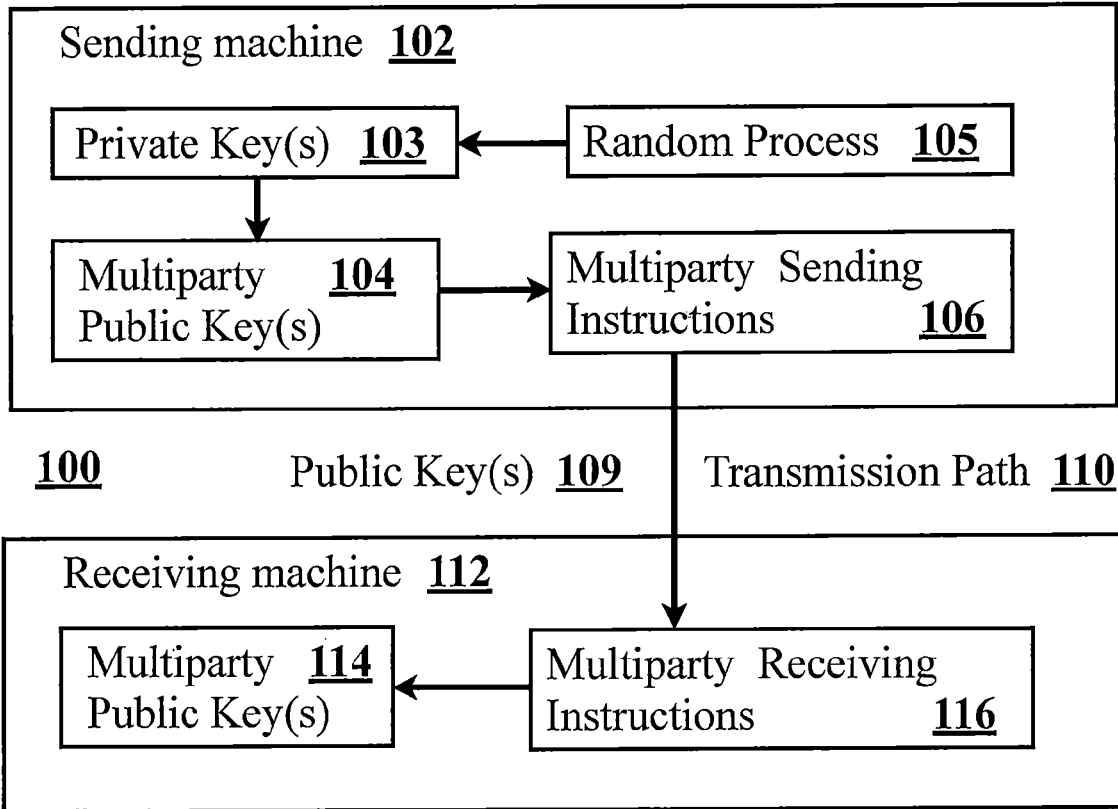 Sending machine 102
Private Key(s) 103
Random Process 105
Multiparty 104
Public Key(s)
Multiparty Sending
Instructions 106
100
Public Key(s) 109
Transmission Path 110
Receiving machine 112
Multiparty 114
Public Key(s)
Multiparty Receiving
Instructions 116